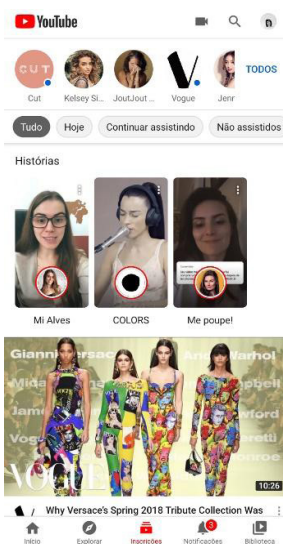 YouTube
CUT
Cut
Kelsey Si...
JoutJout ...
Vogue
Jenr
TODOS
Tudo
Hoje
Continuar assistindo
Não assistidos
Histórias
Mi Alves
COLORS
Me poupe!
Gianni Versac
And Warhol
VOGUE
10:26
Why Versace's Spring 2018 Tribute Collection Was
Início
Explorar
Inscrições
3
Notificações
Biblioteca